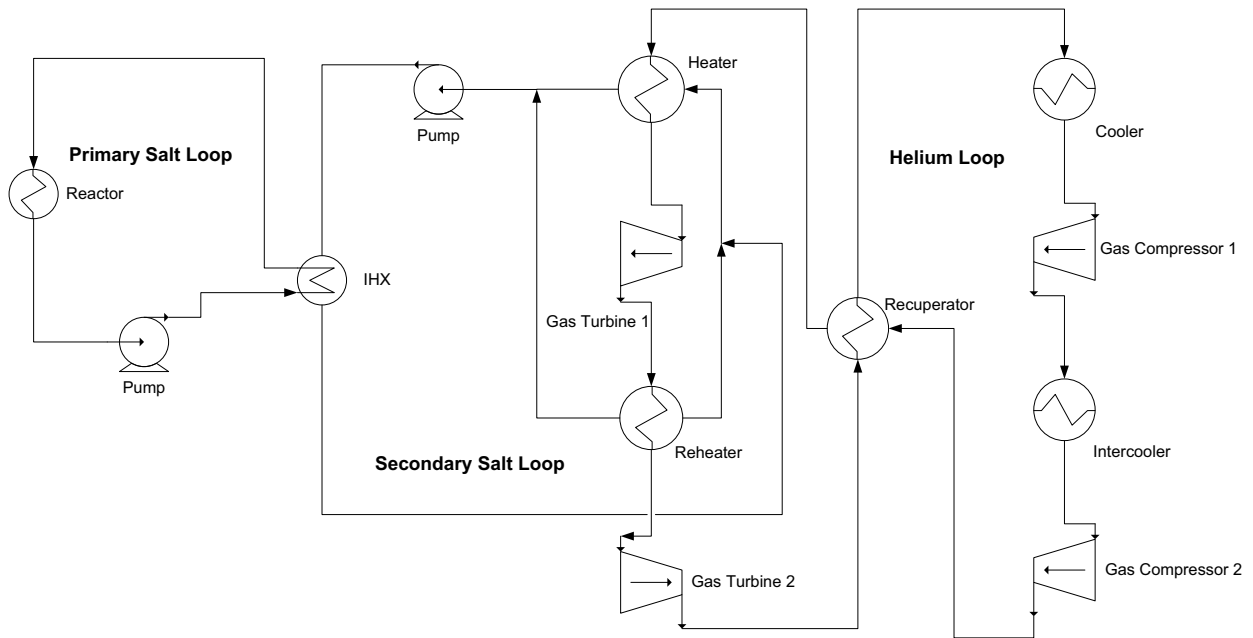 Heater
Pump
Cooler
Primary Salt Loop
Helium Loop
Reactor
Gas Compressor 1
IHX
Recuperator
Gas Turbine 1
Pump
Reheater
Intercooler
Secondary Salt Loop
Gas Turbine 2
Gas Compressor 2